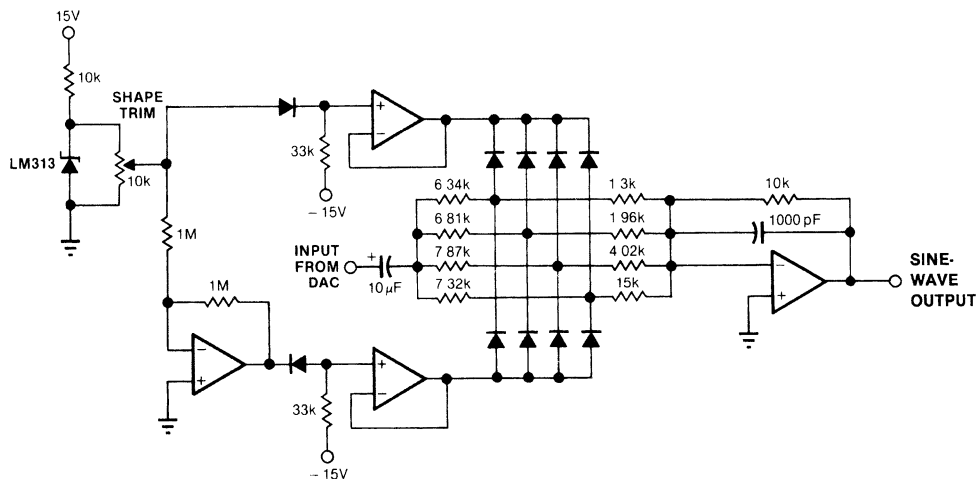 15V
10k
SHAPE
TRIM
LM313
10k
33k
– 15V
1M
1M
33k
– 15V
+
–
–
+
+
–
INPUT
FROM
DAC
+
10 µF
6 34k
6 81k
7 87k
7 32k
1 3k
1 96k
4 02k
15k
10k
1000 pF
–
+
SINE-
WAVE
OUTPUT